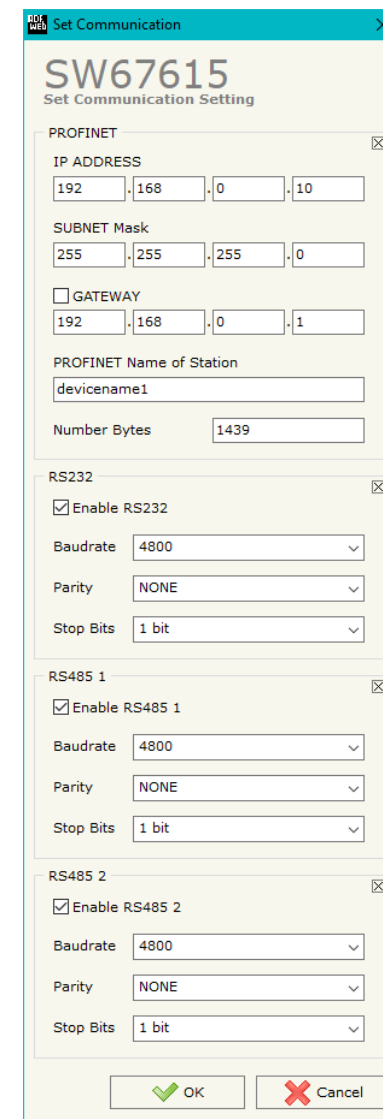 ADF WEB Set Communication
SW67615
Set Communication Setting
PROFINET
IP ADDRESS
192 . 168 . 0 . 10
SUBNET Mask
255 . 255 . 255 . 0
GATEWAY
192 . 168 . 0 . 1
PROFINET Name of Station
devicename1
Number Bytes 1439
RS232
Enable RS232
Baudrate 4800
Parity NONE
Stop Bits 1 bit
RS485 1
Enable RS485 1
Baudrate 4800
Parity NONE
Stop Bits 1 bit
RS485 2
Enable RS485 2
Baudrate 4800
Parity NONE
Stop Bits 1 bit
OK Cancel